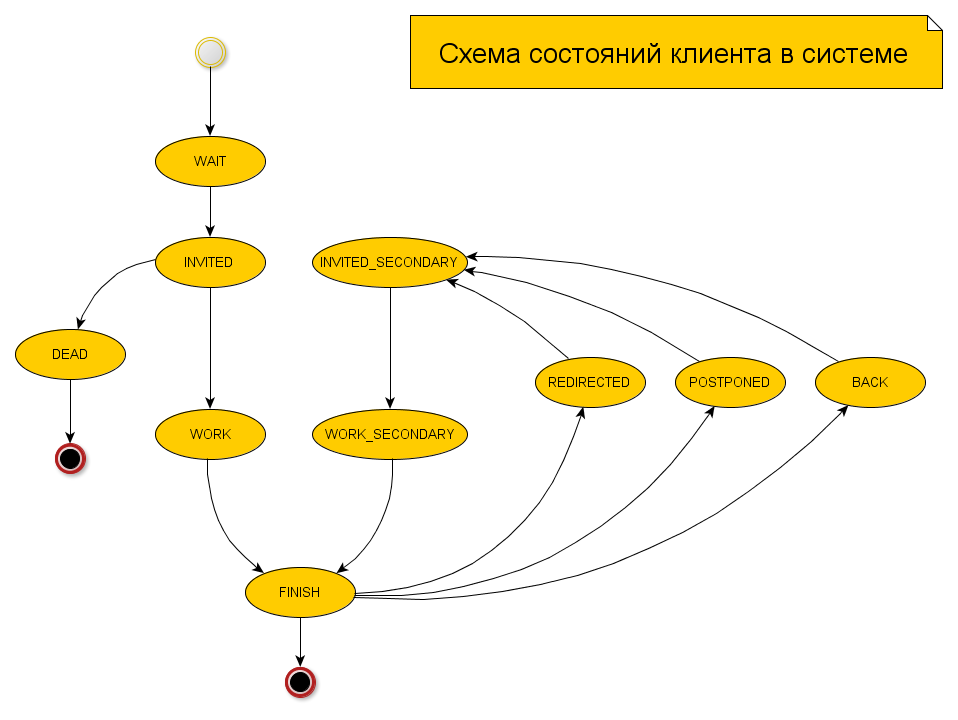 Схема состояний клиента в системе
WAIT
INVITED
INVITED_SECONDARY
DEAD
REDIRECTED
POSTPONED
BACK
WORK
WORK_SECONDARY
FINISH